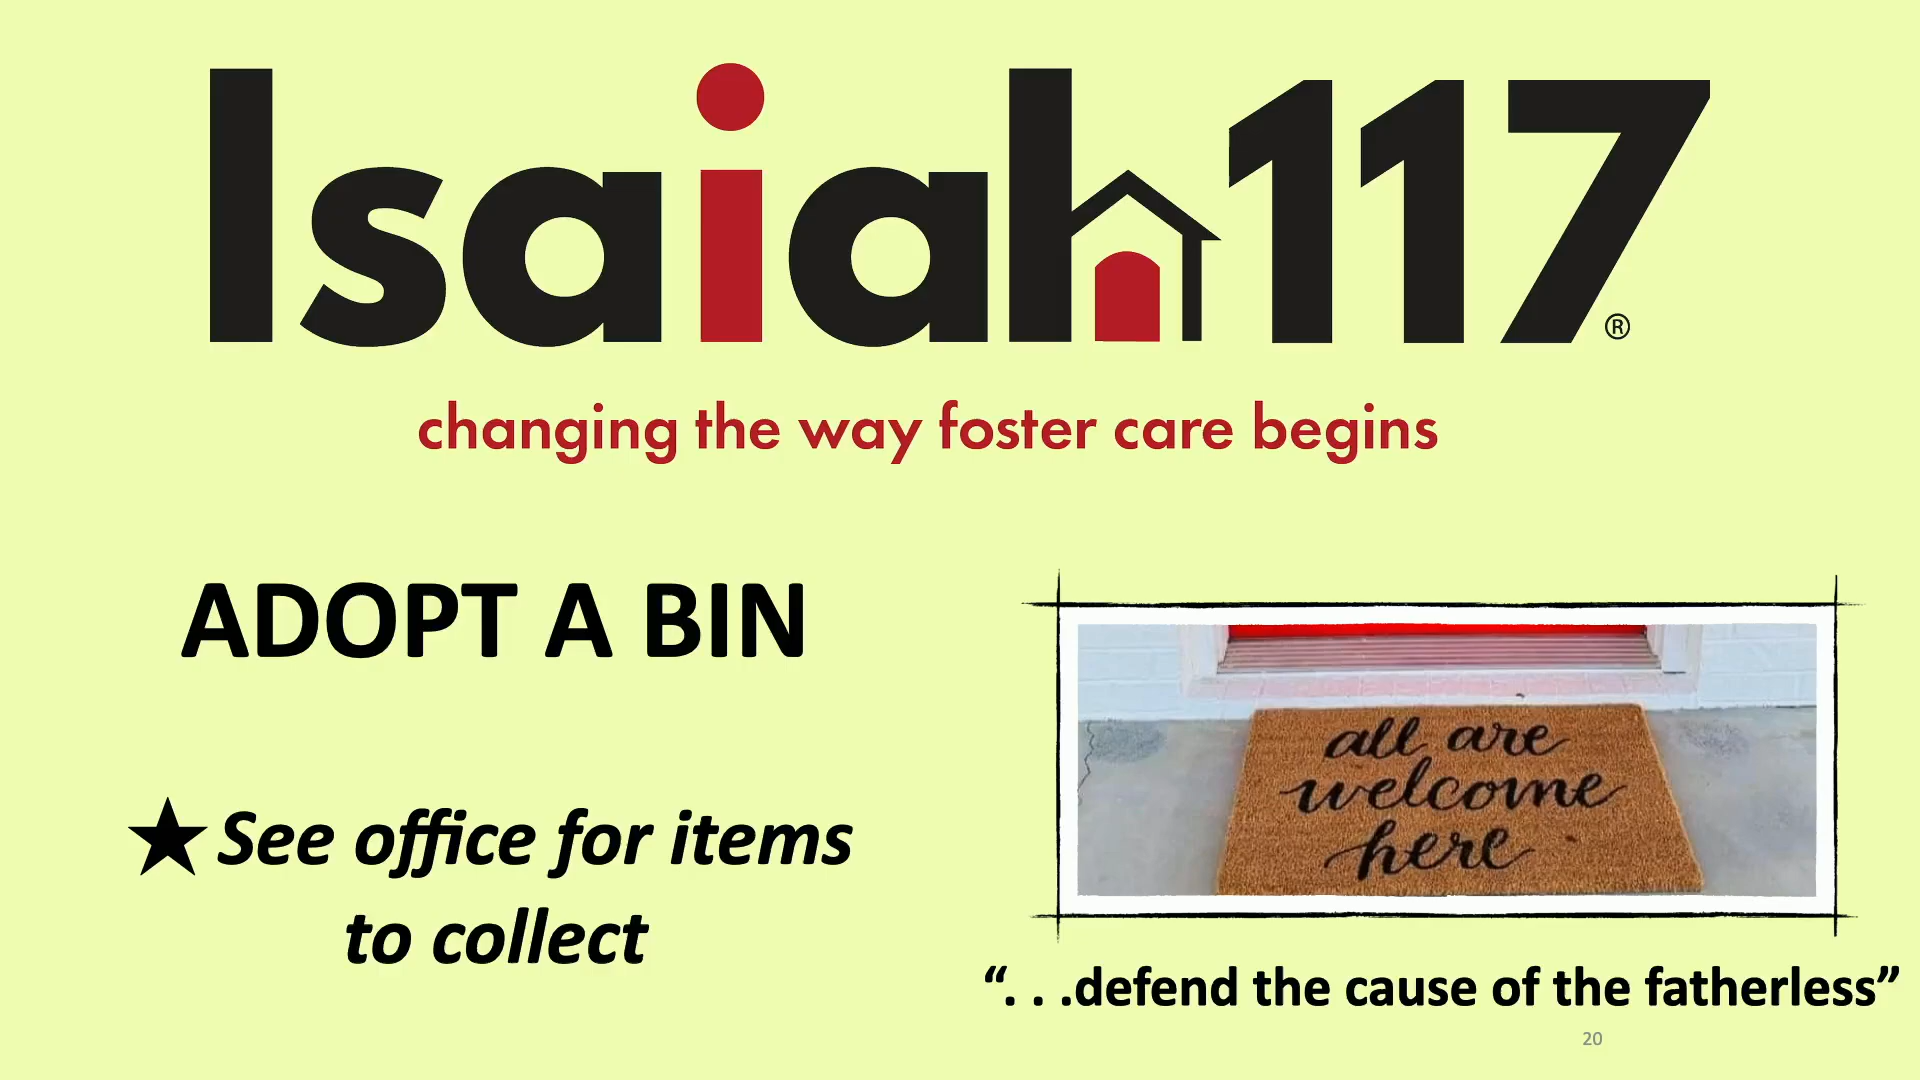 Isaiah117®
changing the way foster care begins
ADOPT A BIN
★See office for items
to collect
all are
welcome
here
“. . .defend the cause of the fatherless”
20